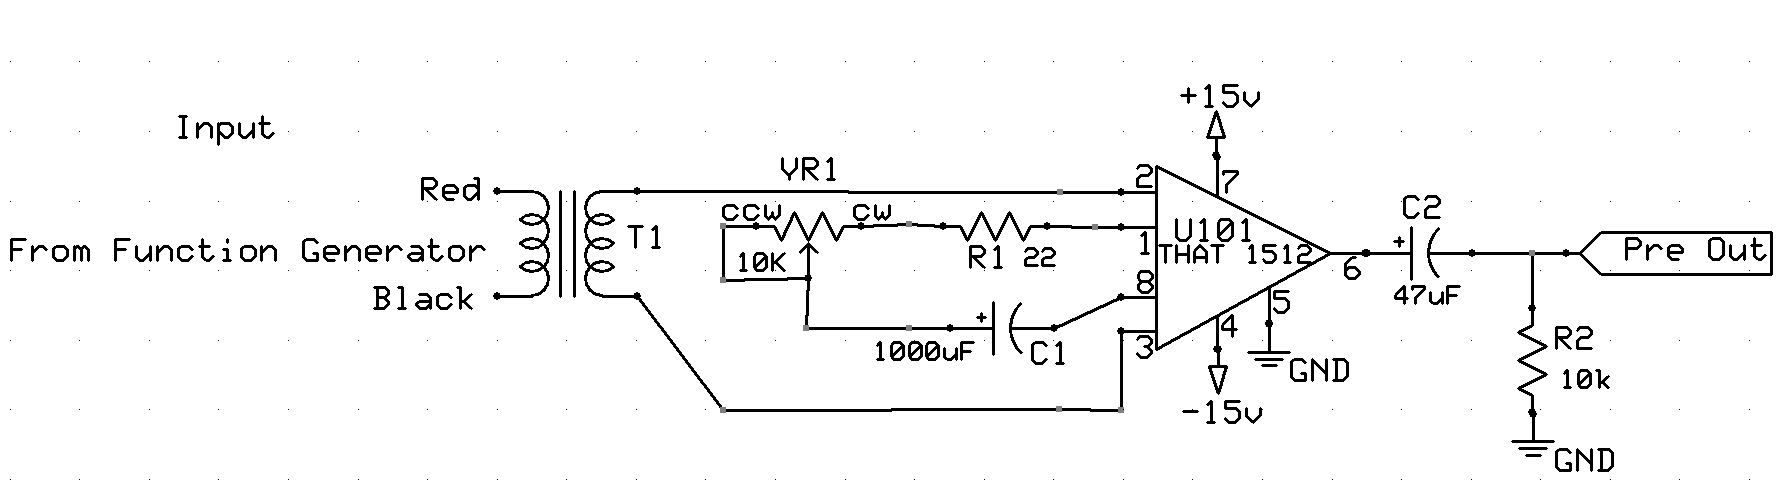 +15v
Input
VR1
2
7
Red
ccw
cw
C2
+
From Function Generator
T1
10K
R1 22
1
U101
THAT 1512
6
Pre Out
Black
8
5
47uF
+
1000uF
C1
3
4
GND
R2
10k
-15v
GND